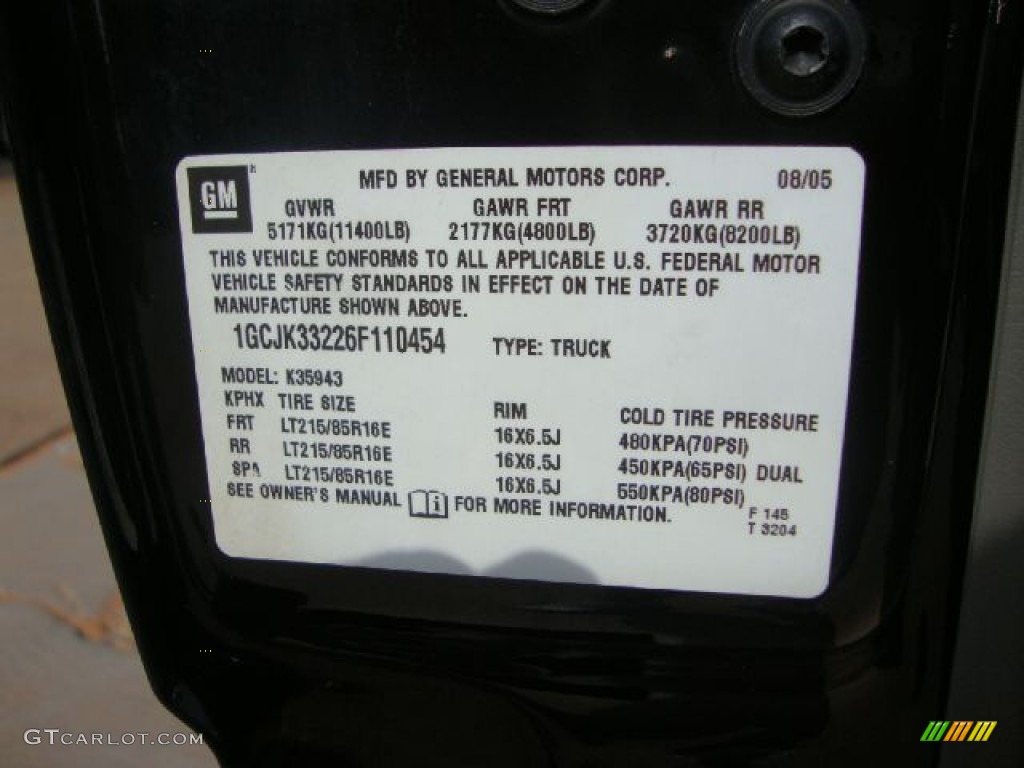 GM
MFD BY GENERAL MOTORS CORP. 08/05
GVWR GAWR FRT GAWR RR
5171KG(11400LB) 2177KG(4800LB) 3720KG(8200LB)
THIS VEHICLE CONFORMS TO ALL APPLICABLE U.S. FEDERAL MOTOR
VEHICLE SAFETY STANDARDS IN EFFECT ON THE DATE OF
MANUFACTURE SHOWN ABOVE.
1GCJK33226F110454 TYPE: TRUCK
MODEL: K35943
KPHX TIRE SIZE RIM COLD TIRE PRESSURE
FRT LT215/85R16E 16X6.5J 480KPA(70PSI)
RR LT215/85R16E 16X6.5J 450KPA(65PSI) DUAL
SPA LT215/85R16E 16X6.5J 550KPA(80PSI)
SEE OWNER'S MANUAL FOR MORE INFORMATION.
F 145
T 3204
GTCARLOT.COM